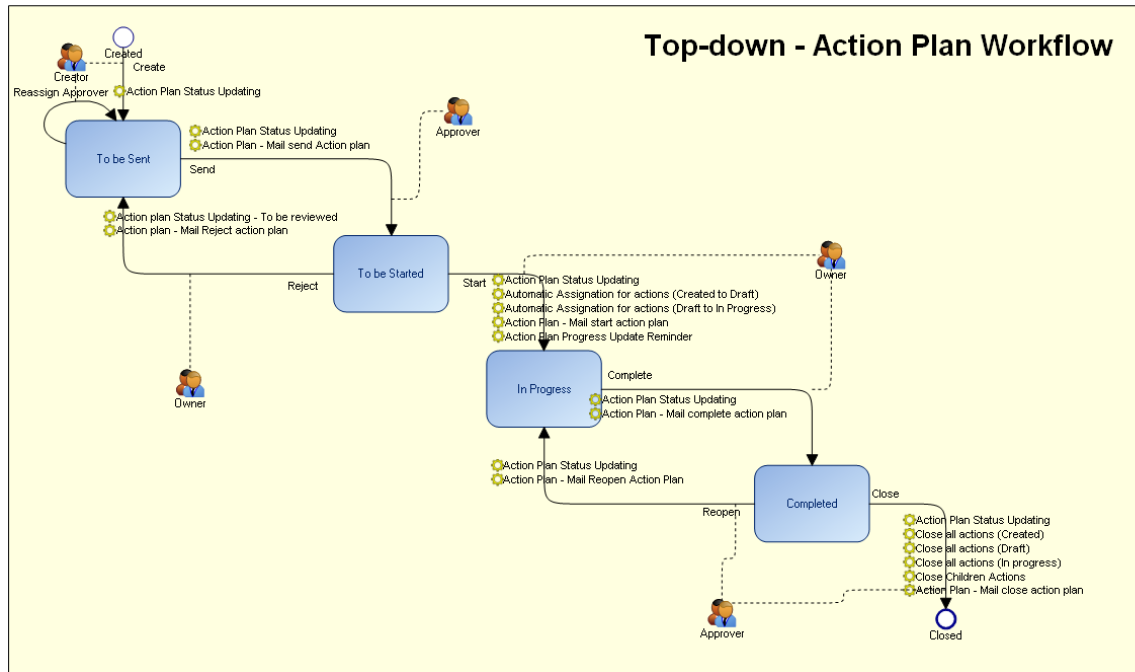 Top-down - Action Plan Workflow
Created
Create
Creator
Reassign Approver
Action Plan Status Updating
To be Sent
Action Plan Status Updating
Action Plan - Mail send Action plan
Send
Approver
Action plan Status Updating - To be reviewed
Action plan - Mail Reject action plan
To be Started
Reject
Start
Owner
Action Plan Status Updating
Automatic Assignation for actions (Created to Draft)
Automatic Assignation for actions (Draft to In Progress)
Action Plan - Mail start action plan
Action Plan Progress Update Reminder
Owner
In Progress
Complete
Action Plan Status Updating
Action Plan - Mail complete action plan
Action Plan Status Updating
Action Plan - Mail Reopen Action Plan
Reopen
Completed
Close
Action Plan Status Updating
Close all actions (Created)
Close all actions (Draft)
Close all actions (In progress)
Close Children Actions
Action Plan - Mail close action plan
Approver
Closed